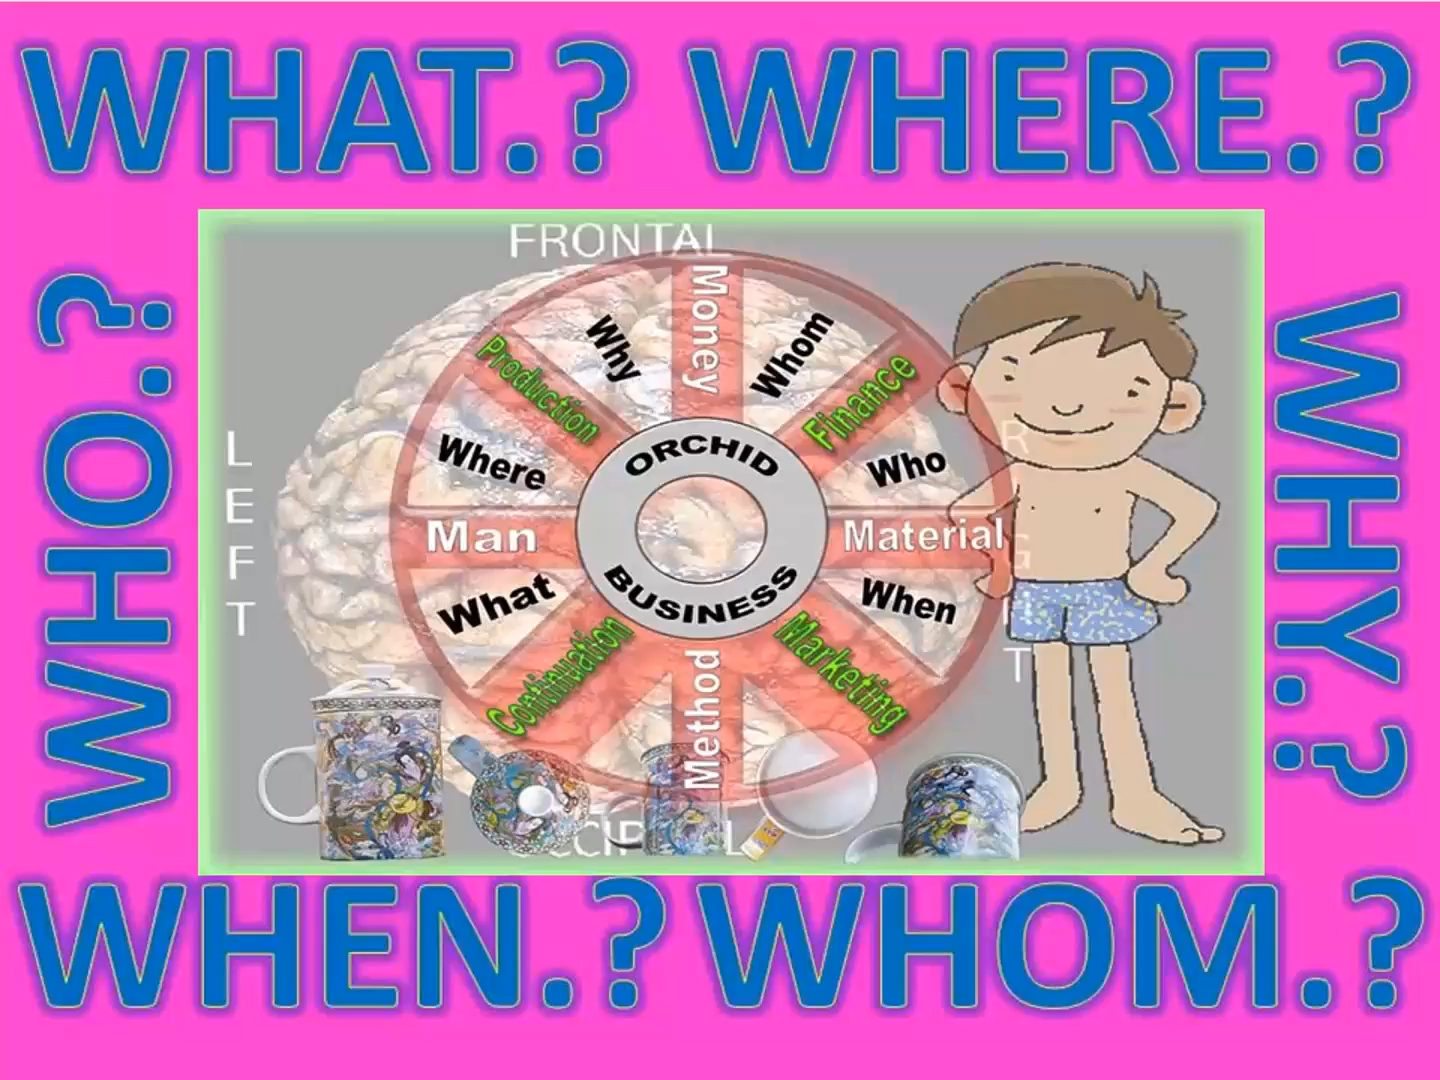 WHAT.? WHERE.?
WHO.?
WHY.?
FRONTAL
LEFT
Money
Whom
Finance
Who
Material
When
Marketing
Method
Continuation
What
Man
Where
Production
Why
ORCHID
BUSINESS
WHEN.? WHOM.?